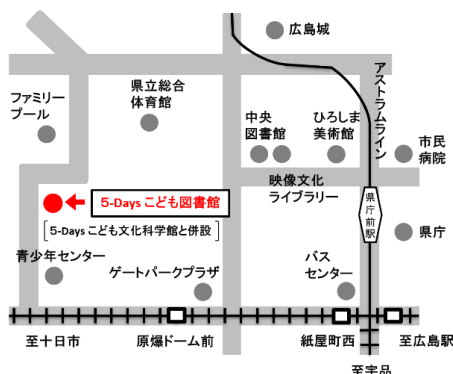 広島城
アストラムライン
ファミリー
プール
県立総合
体育館
中央
図書館
ひろしま
美術館
市民
病院
映像文化
ライブラリー
5-Days こども図書館
5-Days こども文化科学館と併設
県庁前駅
県庁
青少年センター
ゲートパークプラザ
バス
センター
至十日市
原爆ドーム前
紙屋町西
至広島駅
至宇品